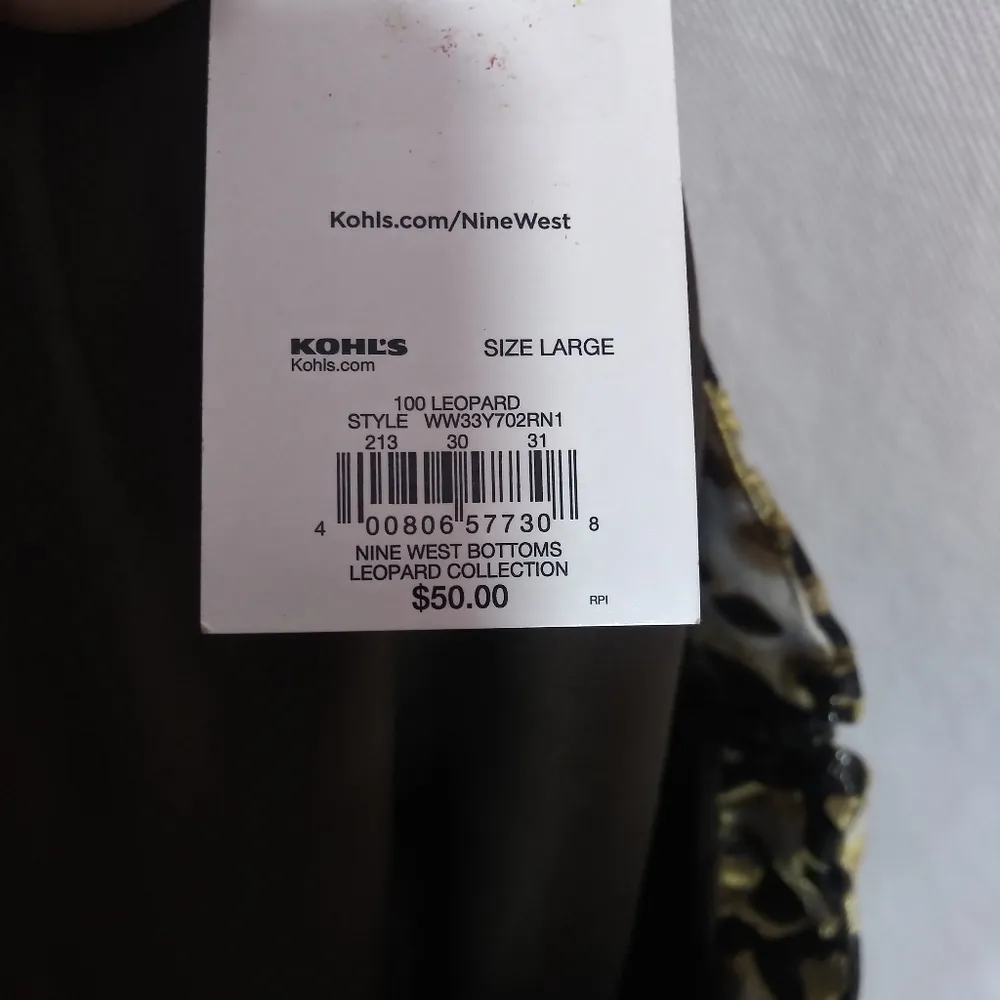 Kohls.com/NineWest
KOHL'S SIZE LARGE
Kohls.com
100 LEOPARD
STYLE WW33Y702RN1
213 30 31
4 00806 57730 8
NINE WEST BOTTOMS
LEOPARD COLLECTION
$50.00 RPI